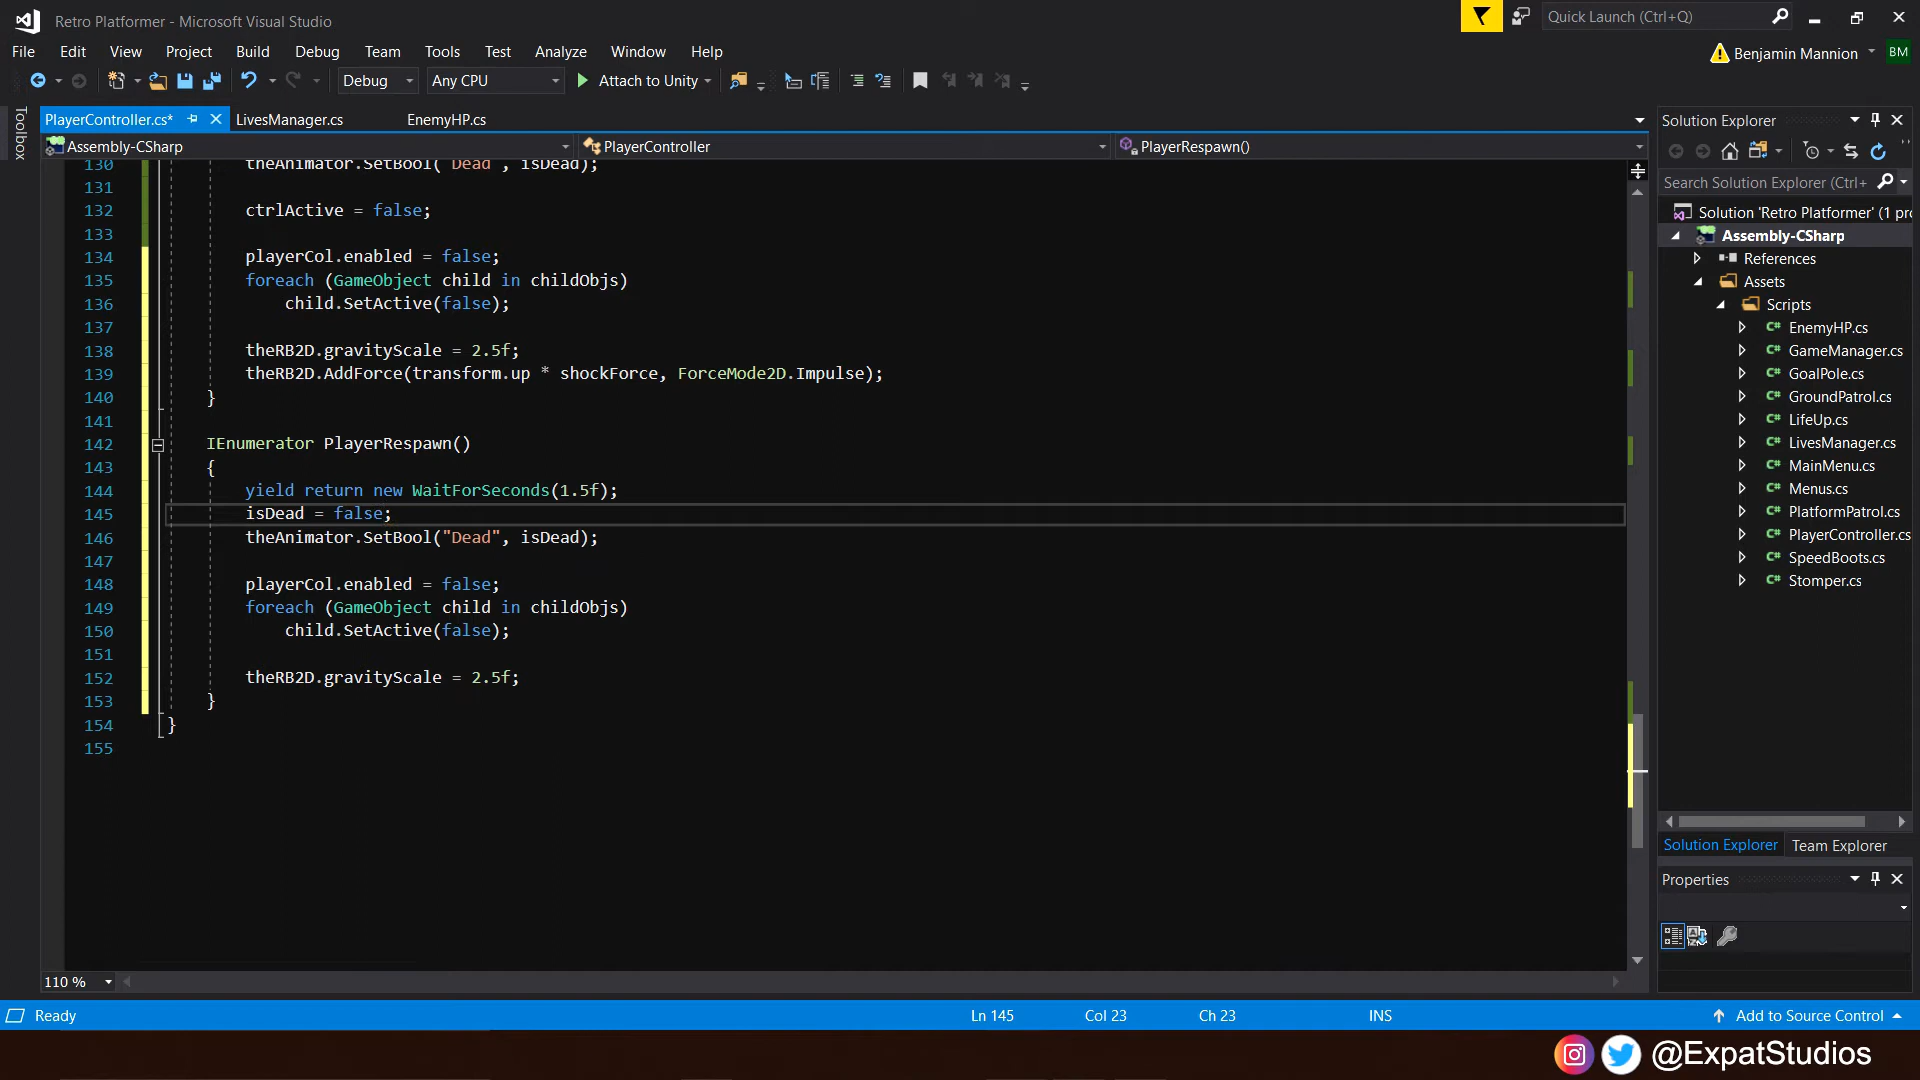 Retro Platformer - Microsoft Visual Studio
Quick Launch (Ctrl+Q)
File Edit View Project Build Debug Team Tools Test Analyze Window Help
Benjamin Mannion BM
Debug Any CPU Attach to Unity
Toolbox
PlayerController.cs* LivesManager.cs EnemyHP.cs
Assembly-CSharp PlayerController PlayerRespawn()
130 theAnimator.SetBool("Dead", isDead);
131
132 ctrlActive = false;
133
134 playerCol.enabled = false;
135 foreach (GameObject child in childObjs)
136 child.SetActive(false);
137
138 theRB2D.gravityScale = 2.5f;
139 theRB2D.AddForce(transform.up * shockForce, ForceMode2D.Impulse);
140 }
141
142 IEnumerator PlayerRespawn()
143 {
144 yield return new WaitForSeconds(1.5f);
145 isDead = false;
146 theAnimator.SetBool("Dead", isDead);
147
148 playerCol.enabled = false;
149 foreach (GameObject child in childObjs)
150 child.SetActive(false);
151
152 theRB2D.gravityScale = 2.5f;
153 }
154 }
155
110 %
Solution Explorer
Search Solution Explorer (Ctrl+
Solution 'Retro Platformer' (1 pro
Assembly-CSharp
References
Assets
Scripts
C# EnemyHP.cs
C# GameManager.cs
C# GoalPole.cs
C# GroundPatrol.cs
C# LifeUp.cs
C# LivesManager.cs
C# MainMenu.cs
C# Menus.cs
C# PlatformPatrol.cs
C# PlayerController.cs
C# SpeedBoots.cs
C# Stomper.cs
Solution Explorer Team Explorer
Properties
Ready Ln 145 Col 23 Ch 23 INS Add to Source Control
@ExpatStudios